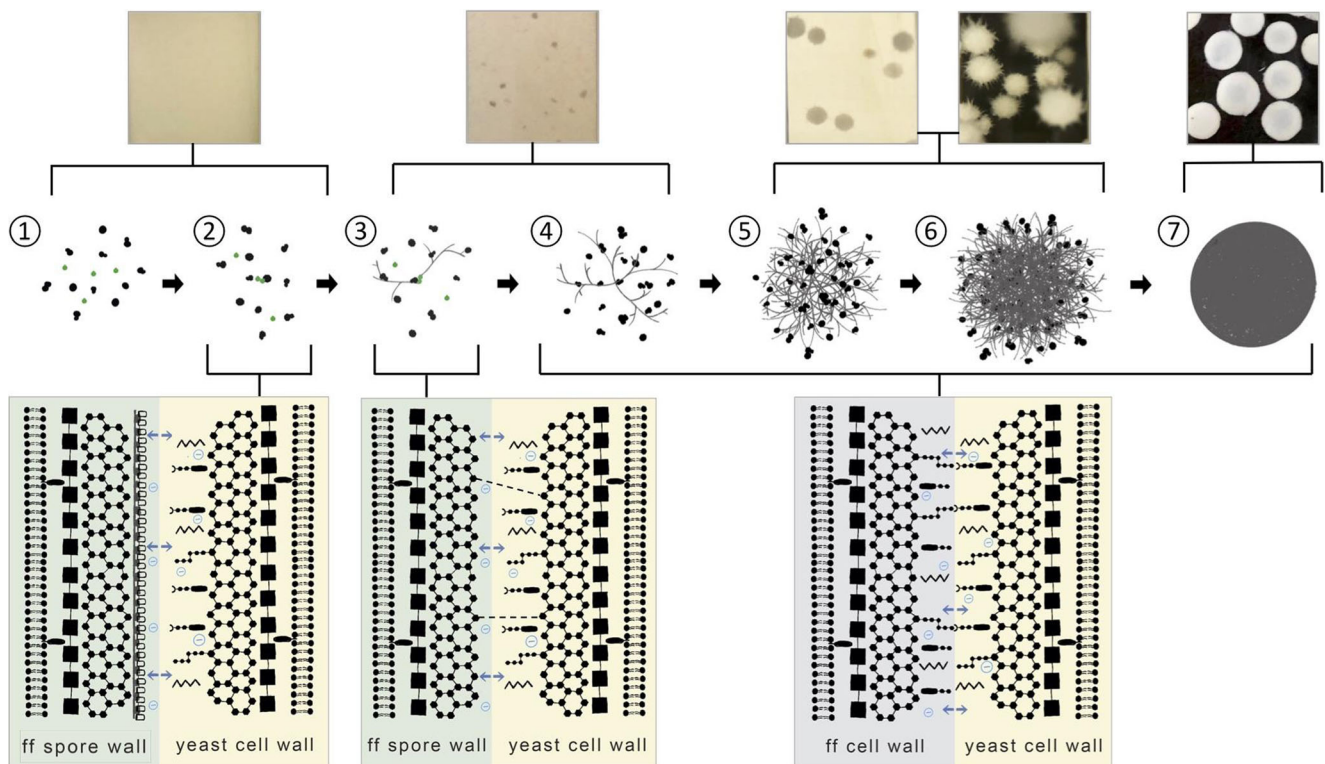 ① ② ③ ④ ⑤ ⑥ ⑦
ff spore wall yeast cell wall
ff spore wall yeast cell wall
ff cell wall yeast cell wall